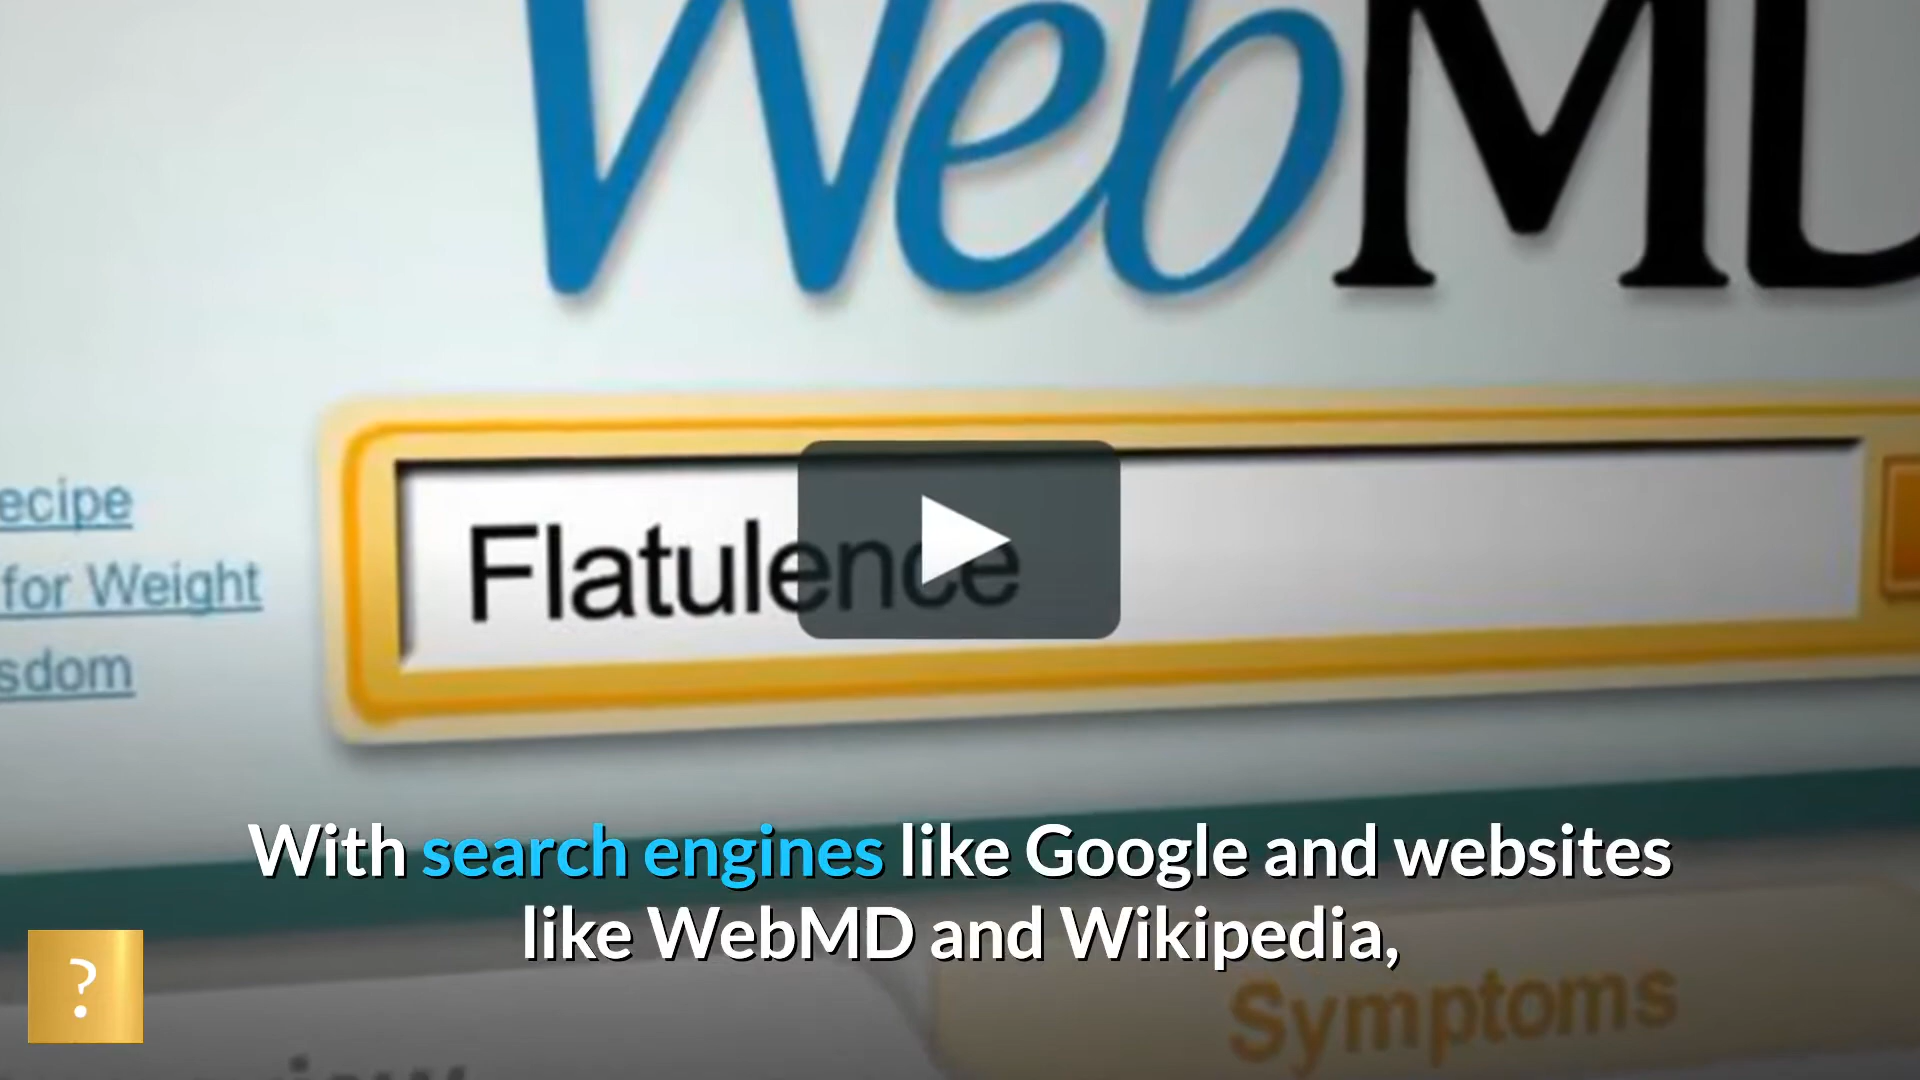 WebMD
ecipe
for Weight
sdom
Flatulence
With search engines like Google and websites
like WebMD and Wikipedia,
?
Symptoms